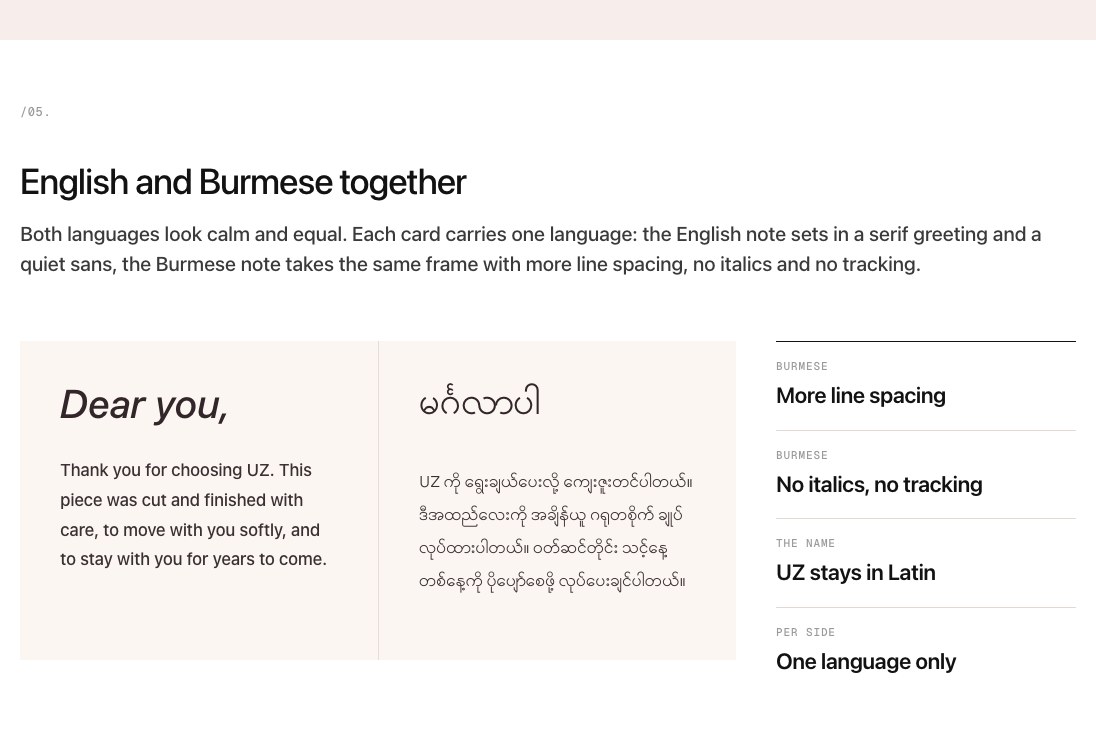 /05.
English and Burmese together
Both languages look calm and equal. Each card carries one language: the English note sets in a serif greeting and a
quiet sans, the Burmese note takes the same frame with more line spacing, no italics and no tracking.
Dear you,
Thank you for choosing UZ. This
piece was cut and finished with
care, to move with you softly, and
to stay with you for years to come.
မင်္ဂလာပါ
UZ ကို ရွေးချယ်ပေးလို့ ကျေးဇူးတင်ပါတယ်။
ဒီအထည်လေးကို အချိန်ယူ ဂရုတစိုက် ချုပ်
လုပ်ထားပါတယ်။ ဝတ်ဆင်တိုင်း သင့်နေ့
တစ်နေ့ကို ပိုပျော်စေဖို့ လုပ်ပေးချင်ပါတယ်။
BURMESE
More line spacing
BURMESE
No italics, no tracking
THE NAME
UZ stays in Latin
PER SIDE
One language only